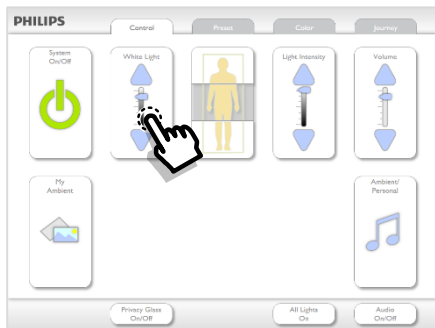 PHILIPS
Control
Preset
Color
Journey
System
On/Off
White Light
Light Intensity
Volume
My
Ambient
Ambient/
Personal
Privacy Glass
On/Off
All Lights
On
Audio
On/Off